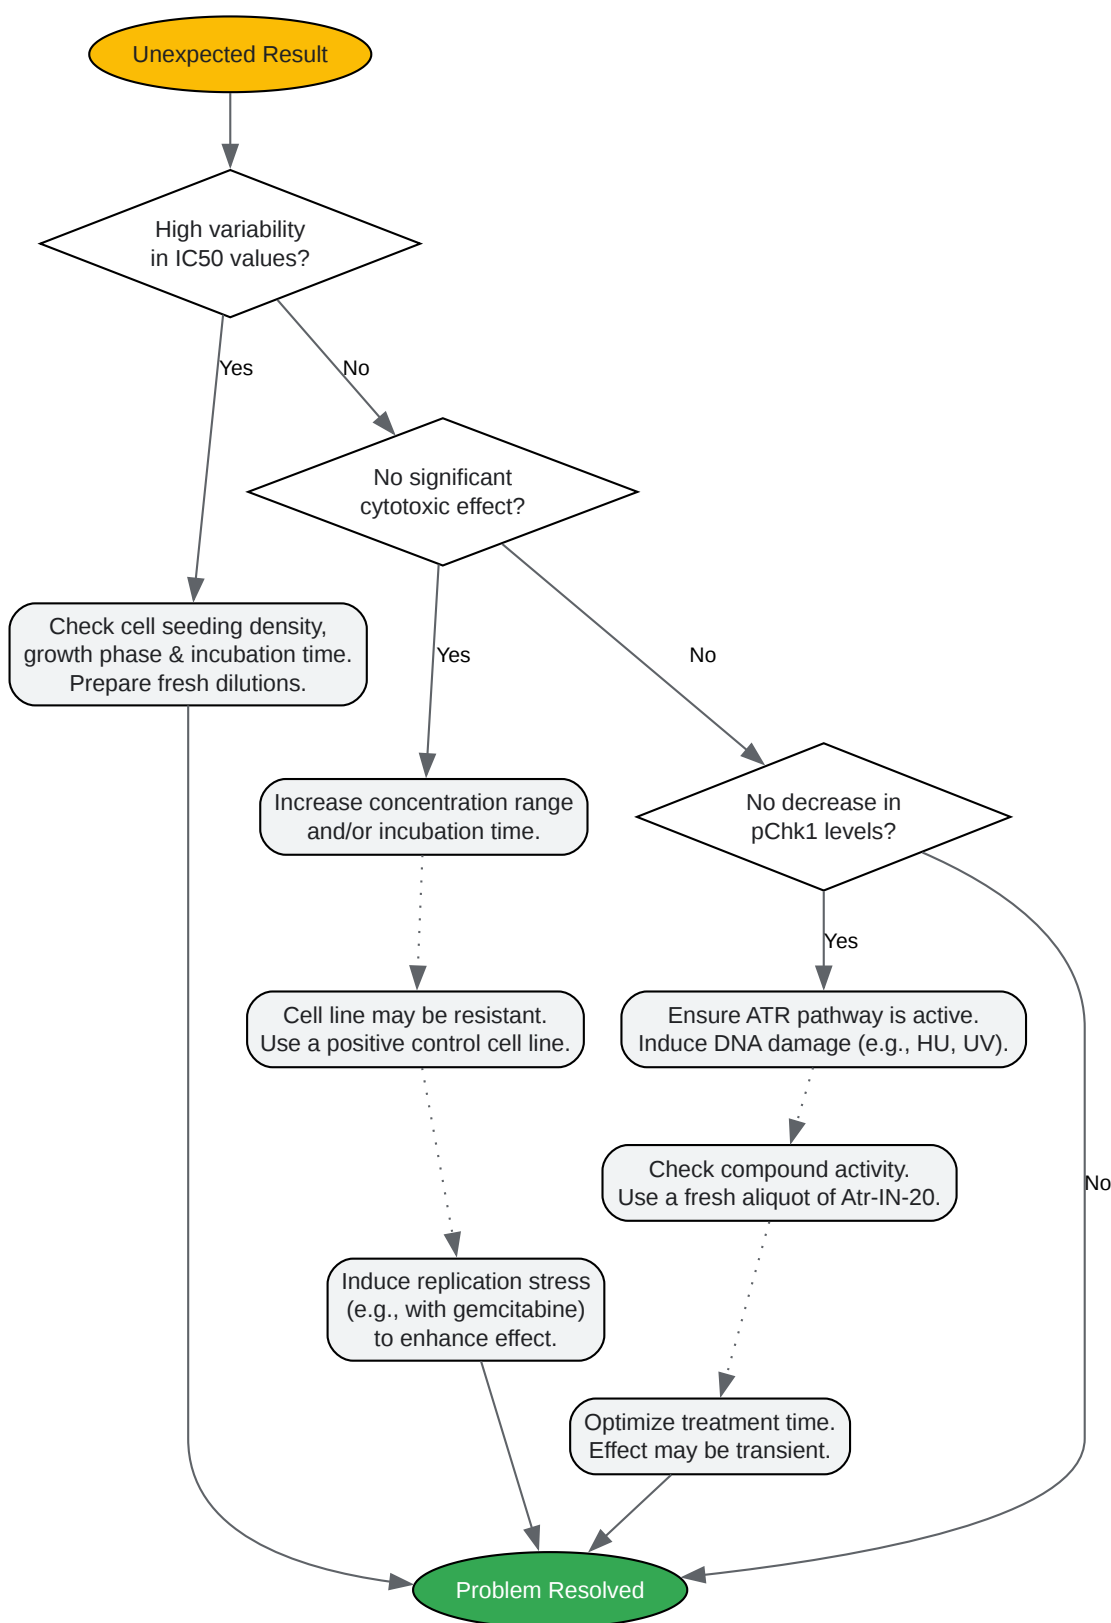 Unexpected Result
High variability
in IC50 values?
Yes
No
No significant
cytotoxic effect?
Check cell seeding density,
growth phase & incubation time.
Prepare fresh dilutions.
Yes
No
Increase concentration range
and/or incubation time.
No decrease in
pChk1 levels?
Yes
Cell line may be resistant.
Use a positive control cell line.
Ensure ATR pathway is active.
Induce DNA damage (e.g., HU, UV).
Check compound activity.
Use a fresh aliquot of Atr-IN-20.
No
Induce replication stress
(e.g., with gemcitabine)
to enhance effect.
Optimize treatment time.
Effect may be transient.
Problem Resolved